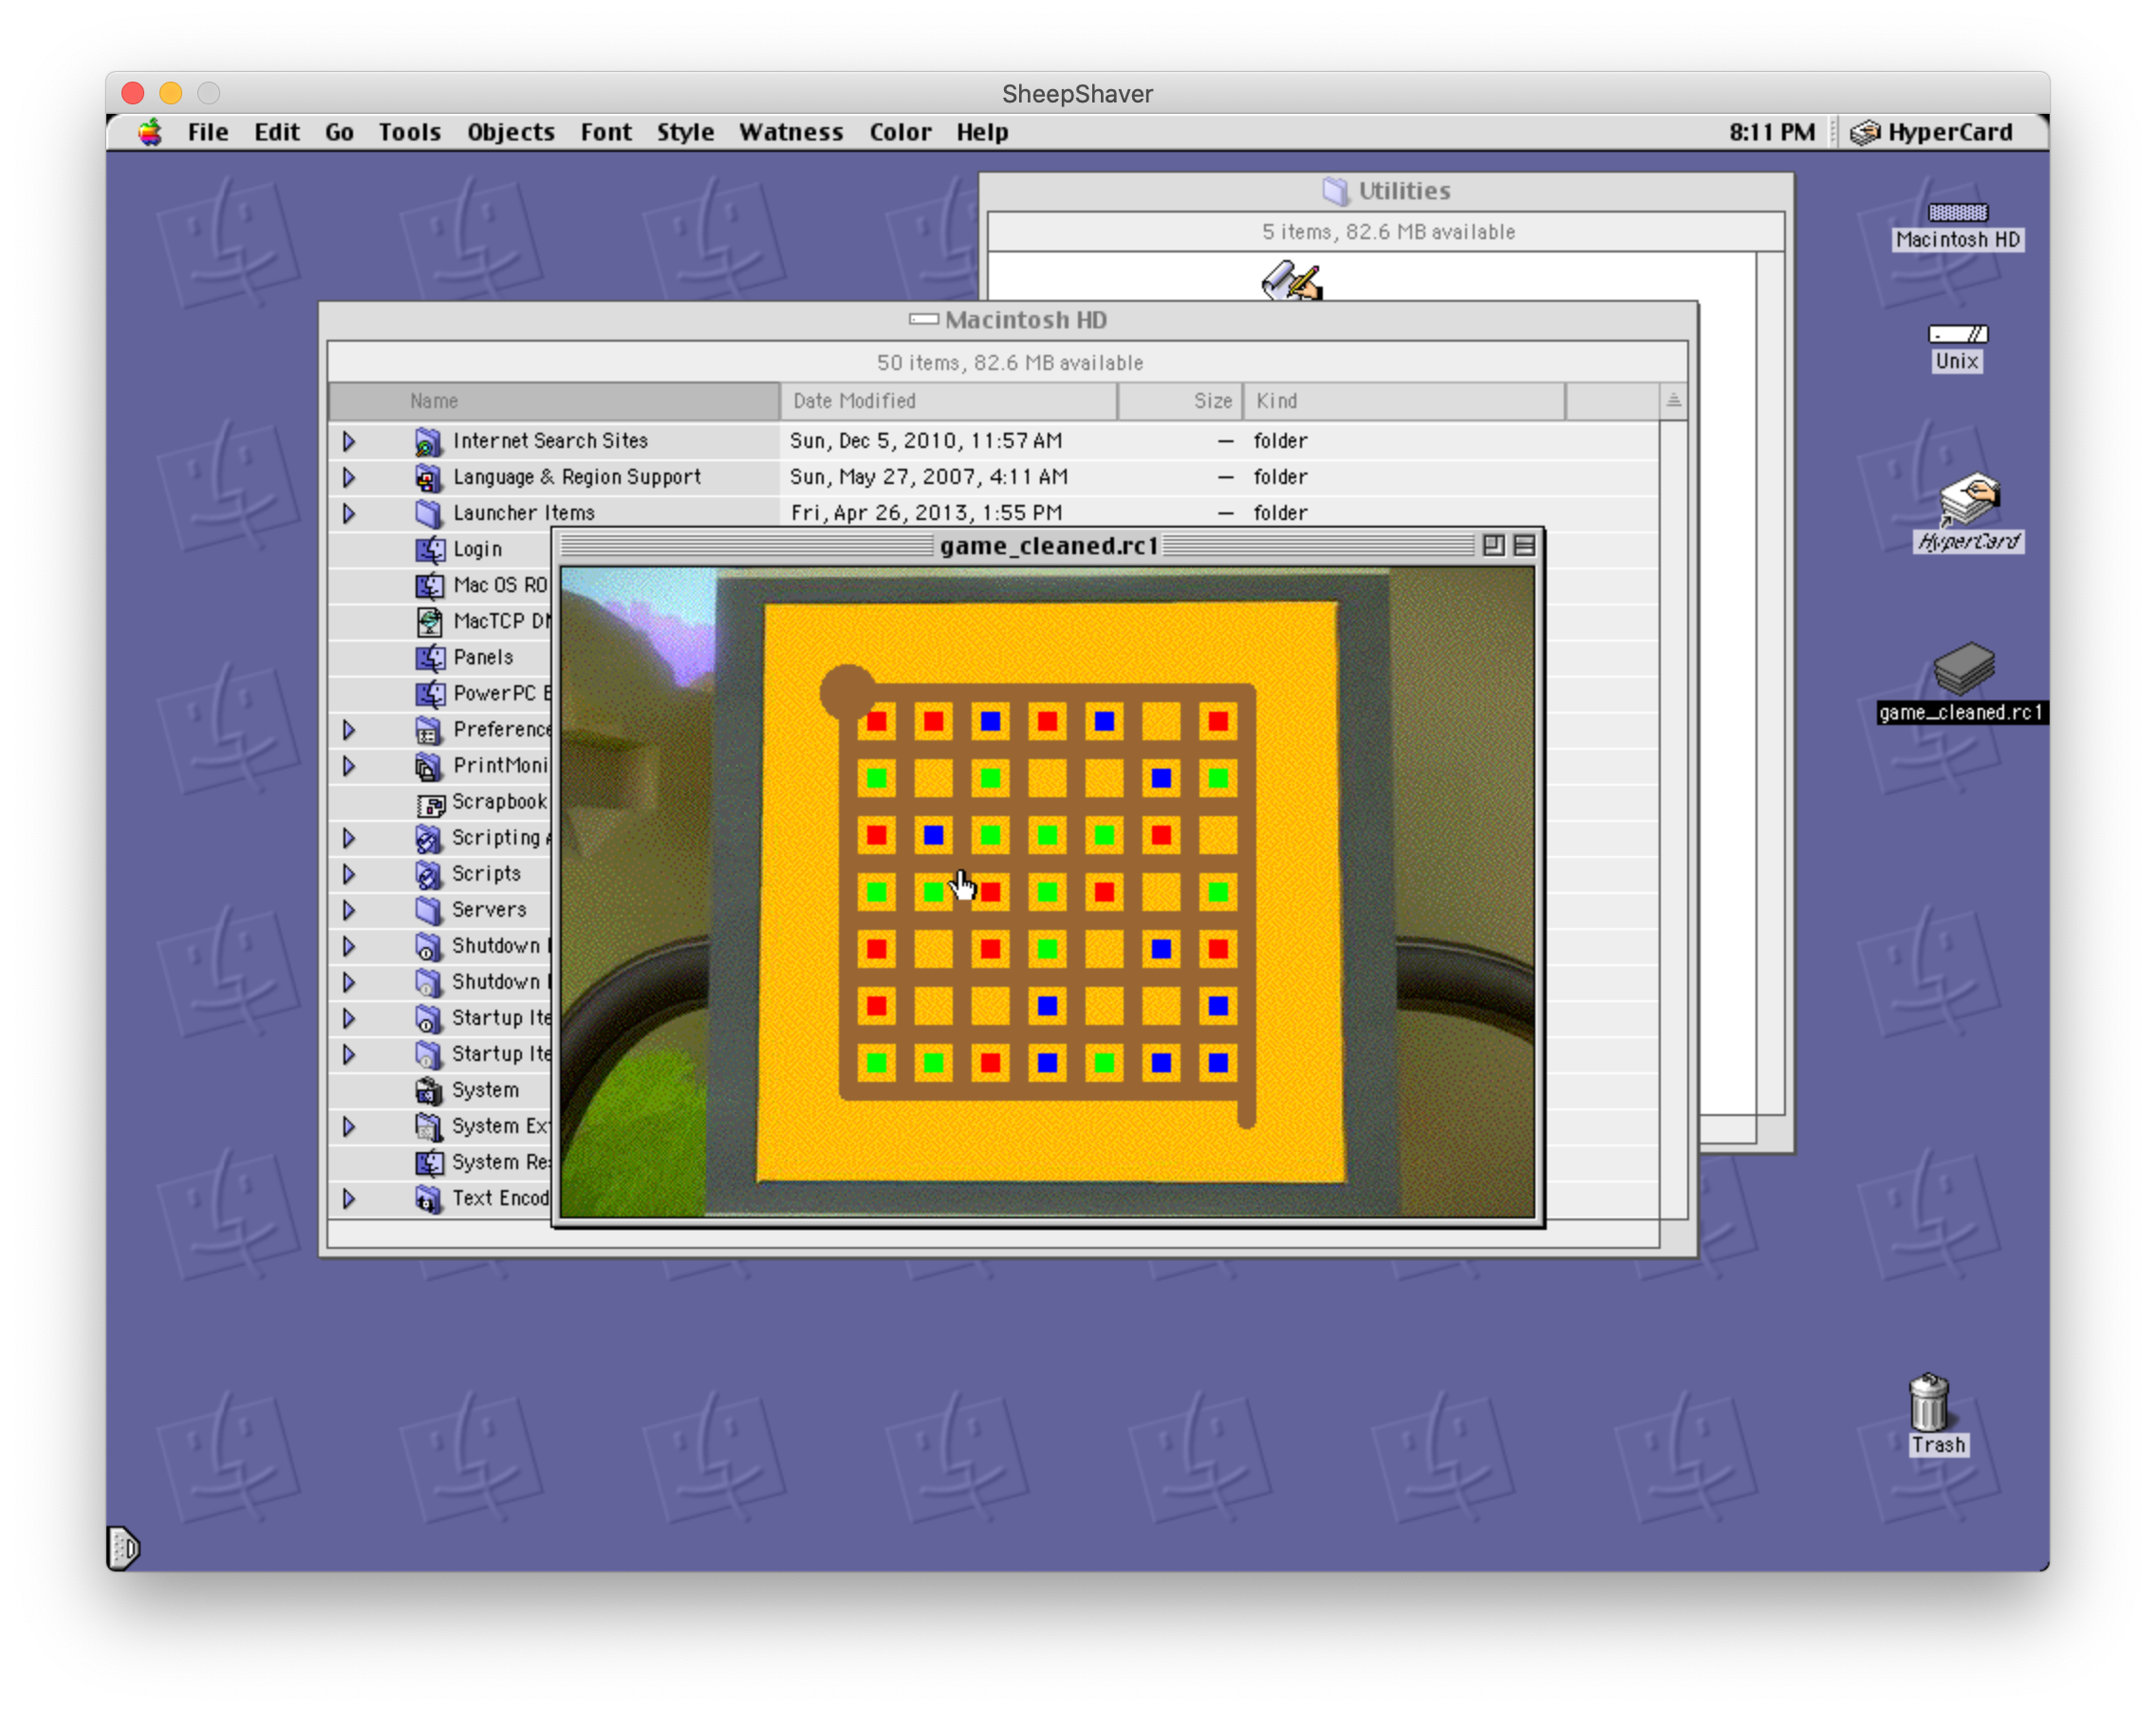 SheepShaver
File Edit Go Tools Objects Font Style Watness Color Help 8:11 PM HyperCard
Utilities
5 items, 82.6 MB available
Macintosh HD
Unix
HyperCard
game_cleaned.rc1
Trash
Macintosh HD
50 items, 82.6 MB available
Name Date Modified Size Kind
Internet Search Sites Sun, Dec 5, 2010, 11:57 AM — folder
Language & Region Support Sun, May 27, 2007, 4:11 AM — folder
Launcher Items Fri, Apr 26, 2013, 1:55 PM — folder
Login
Mac OS RO
MacTCP DN
Panels
PowerPC E
Preference
PrintMoni
Scrapbook
Scripting
Scripts
Servers
Shutdown
Shutdown
Startup Ite
Startup Ite
System
System Ext
System Res
Text Encod
game_cleaned.rc1